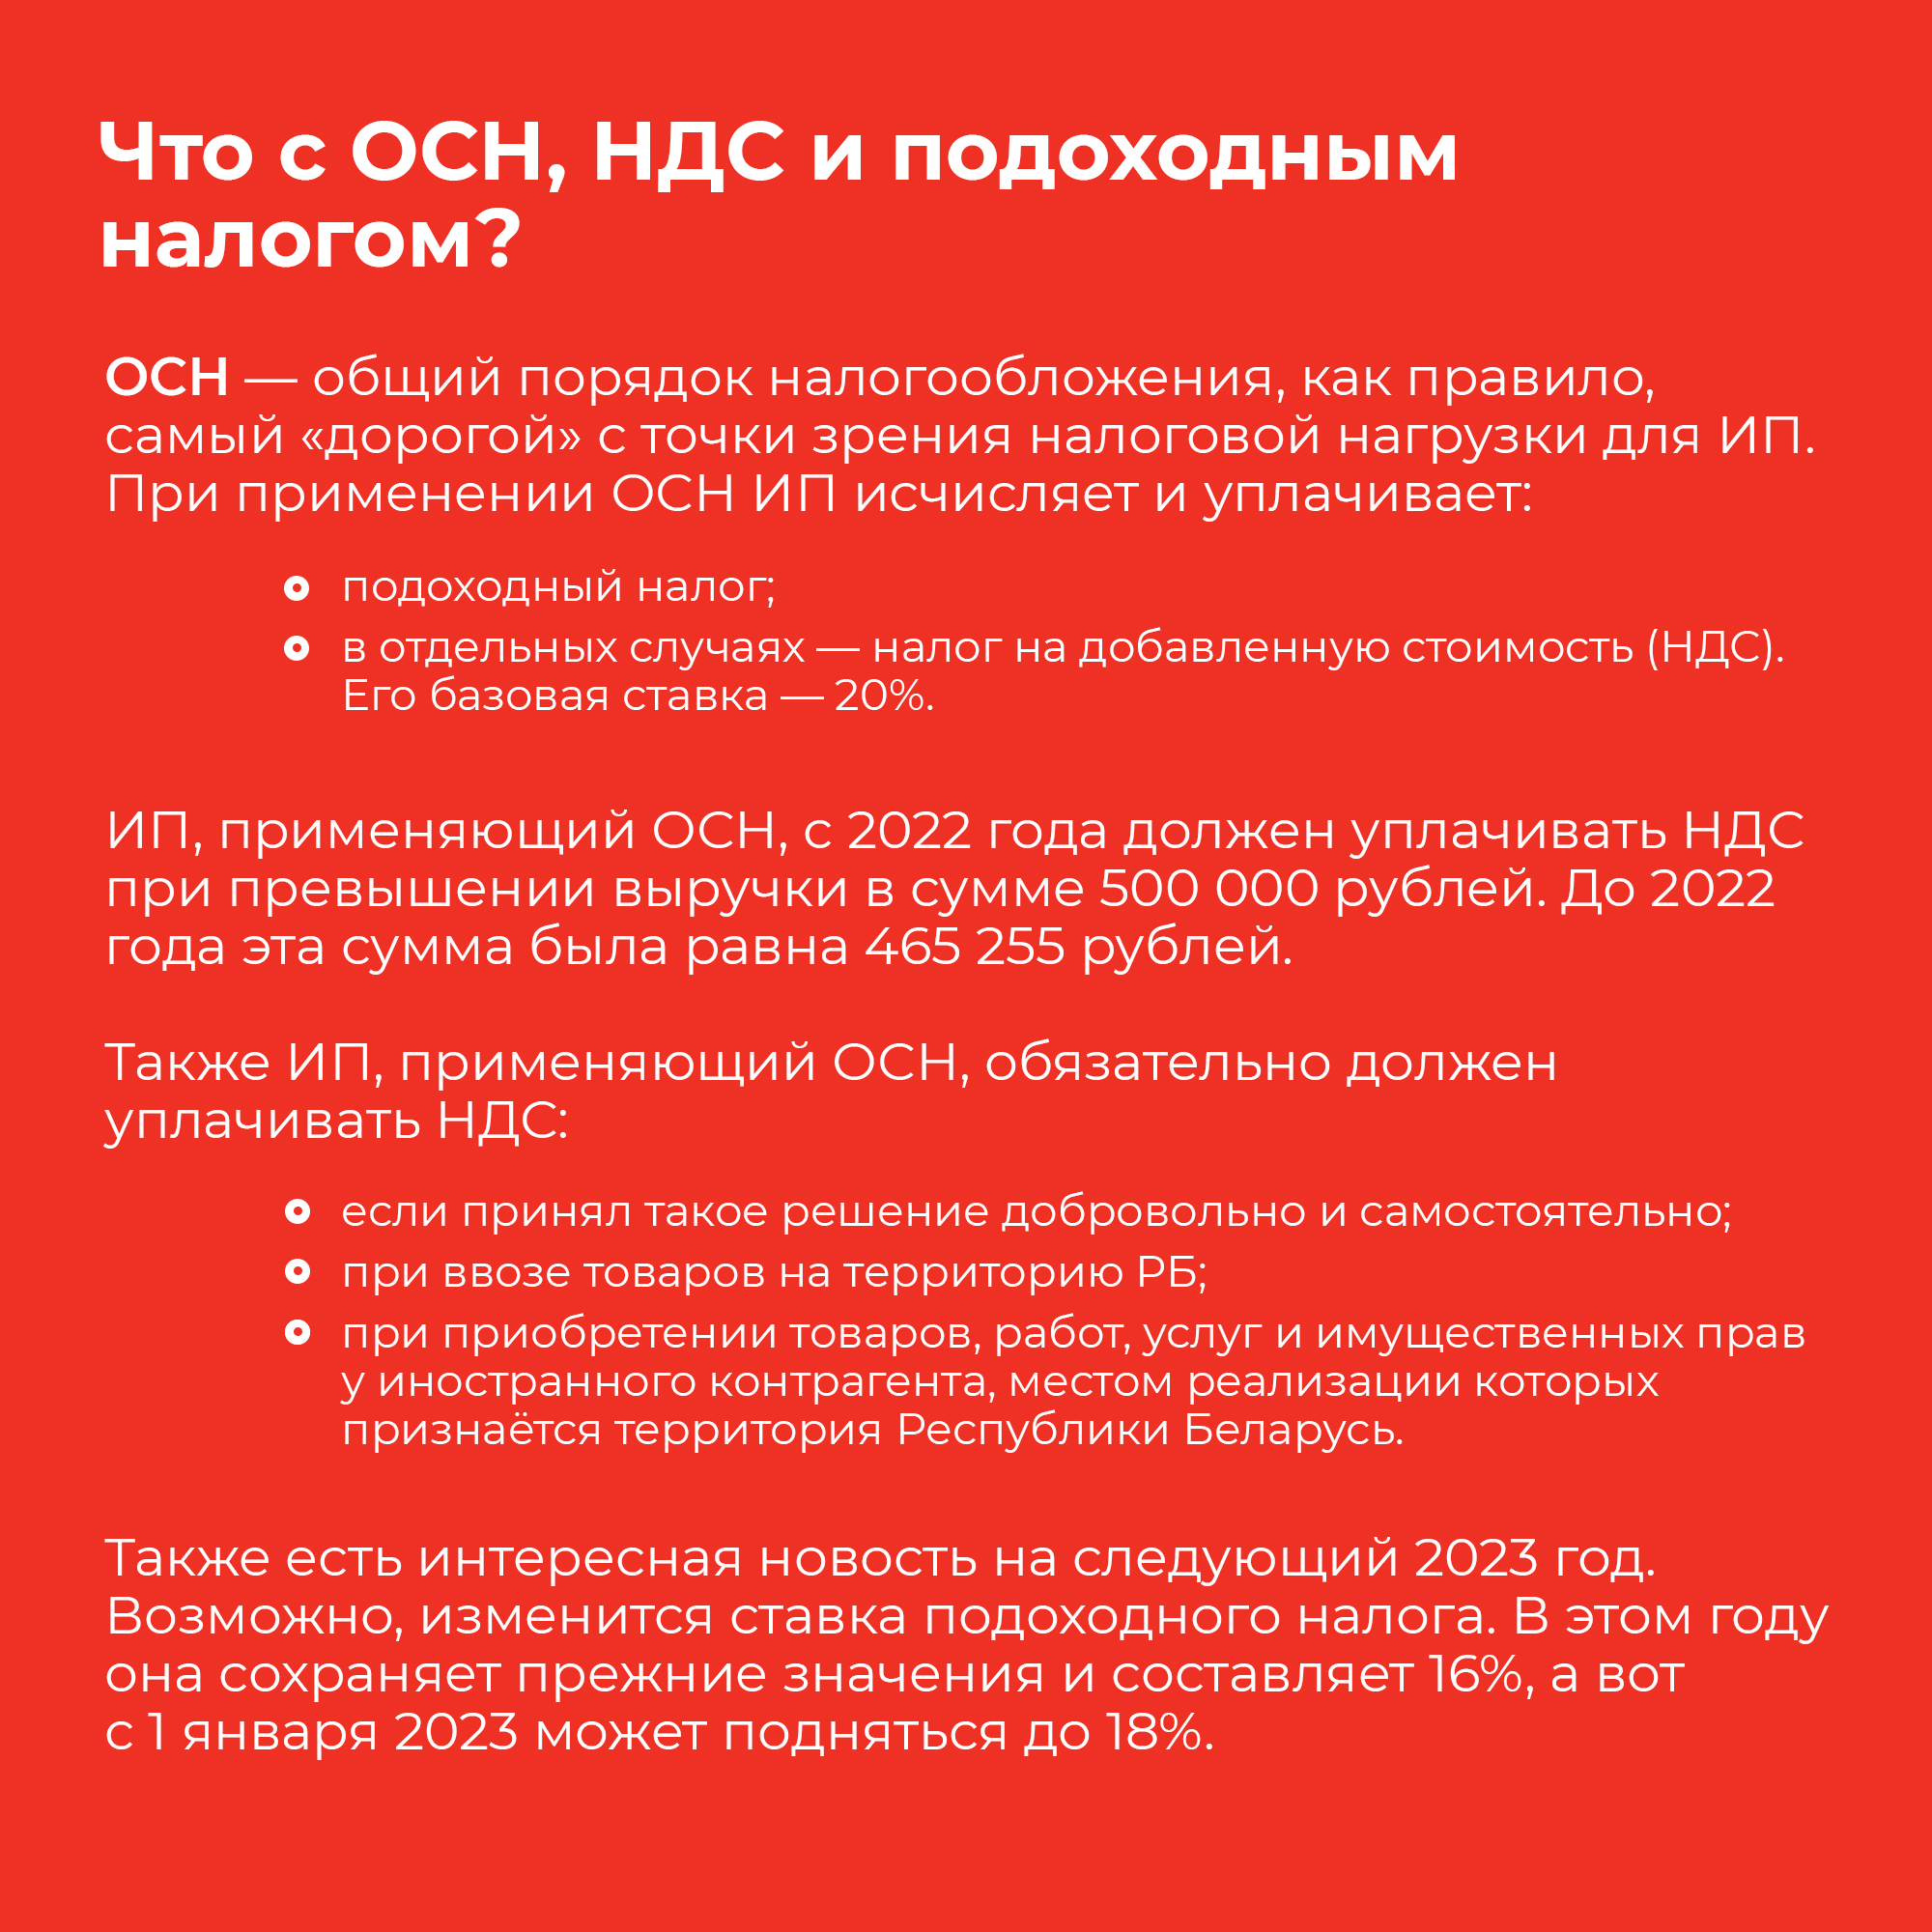 Что с ОСН, НДС и подоходным
налогом?
ОСН — общий порядок налогообложения, как правило,
самый «дорогой» с точки зрения налоговой нагрузки для ИП.
При применении ОСН ИП исчисляет и уплачивает:
подоходный налог;
в отдельных случаях — налог на добавленную стоимость (НДС).
Его базовая ставка — 20%.
ИП, применяющий ОСН, с 2022 года должен уплачивать НДС
при превышении выручки в сумме 500 000 рублей. До 2022
года эта сумма была равна 465 255 рублей.
Также ИП, применяющий ОСН, обязательно должен
уплачивать НДС:
если принял такое решение добровольно и самостоятельно;
при ввозе товаров на территорию РБ;
при приобретении товаров, работ, услуг и имущественных прав
у иностранного контрагента, местом реализации которых
признаётся территория Республики Беларусь.
Также есть интересная новость на следующий 2023 год.
Возможно, изменится ставка подоходного налога. В этом году
она сохраняет прежние значения и составляет 16%, а вот
с 1 января 2023 может подняться до 18%.